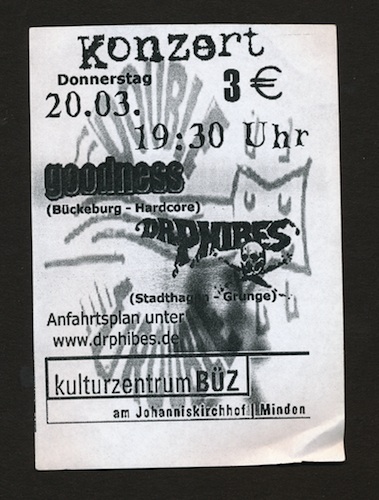 Konzert
Donnerstag
3 €
20.03.
19:30 Uhr
goodness
(Bückeburg - Hardcore)
DRPHIBES
(Stadthagen - Grunge)
Anfahrtsplan unter
www.drphibes.de
kulturzentrum BÜZ
am Johanniskirchhof | Minden